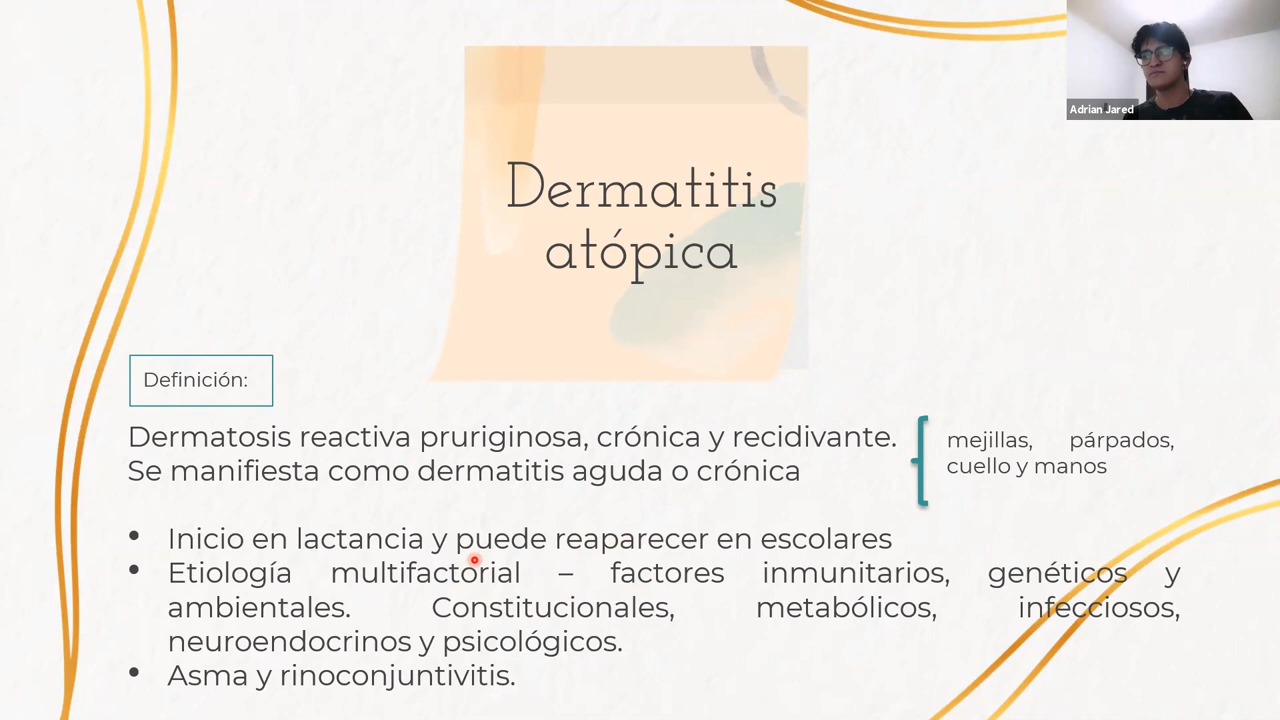 Adrian Jared
Dermatitis
atópica
Definición:
Dermatosis reactiva pruriginosa, crónica y recidivante.
Se manifiesta como dermatitis aguda o crónica
mejillas, párpados,
cuello y manos
• Inicio en lactancia y puede reaparecer en escolares
• Etiología multifactorial – factores inmunitarios, genéticos y
ambientales. Constitucionales, metabólicos, infecciosos,
neuroendocrinos y psicológicos.
• Asma y rinoconjuntivitis.